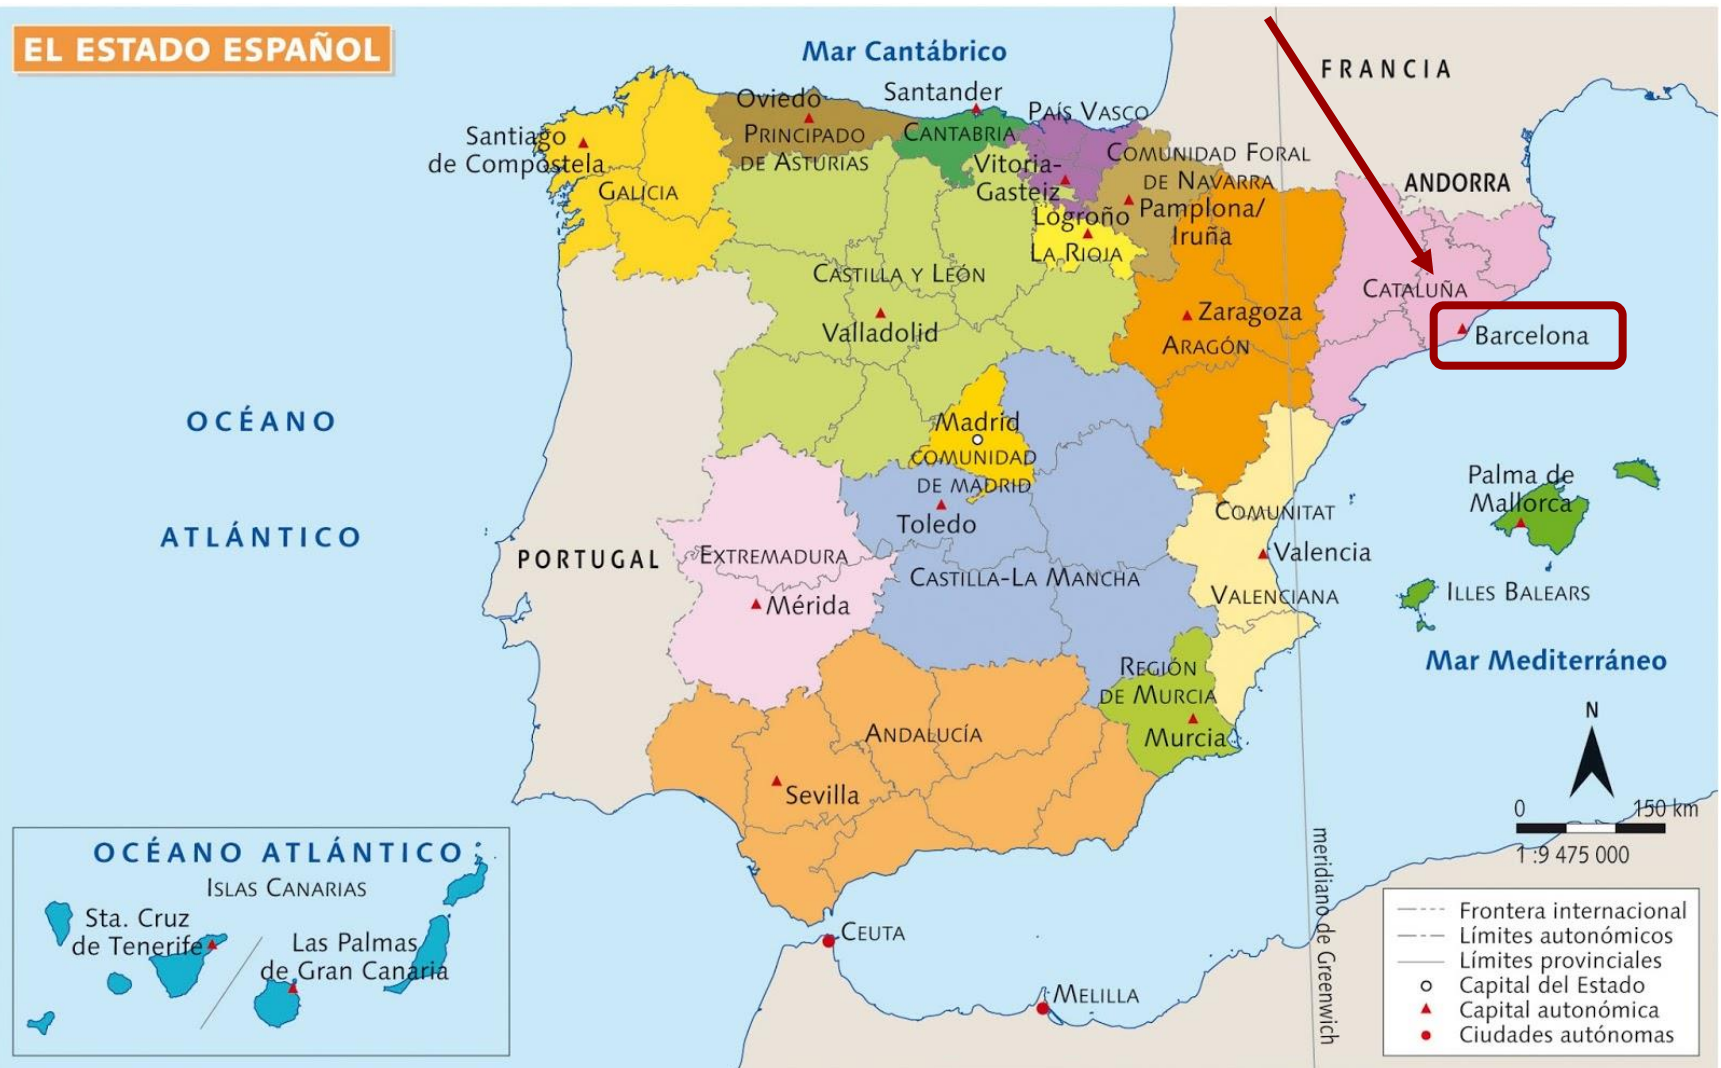 EL ESTADO ESPAÑOL
Mar Cantábrico
FRANCIA
Oviedo
PRINCIPADO
DE ASTURIAS
Santander
CANTABRIA
PAÍS VASCO
Vitoria-
Gasteiz
COMUNIDAD FORAL
DE NAVARRA
Pamplona/
Iruña
ANDORRA
Santiago
de Compostela
GALICIA
Logroño
LA RIOJA
CASTILLA Y LEÓN
Valladolid
Zaragoza
ARAGÓN
CATALUÑA
Barcelona
OCÉANO
ATLÁNTICO
Madrid
COMUNIDAD
DE MADRID
Toledo
PORTUGAL
EXTREMADURA
Mérida
CASTILLA-LA MANCHA
COMUNITAT
Valencia
VALENCIANA
Palma de
Mallorca
ILLES BALEARS
Mar Mediterráneo
REGIÓN
DE MURCIA
Murcia
ANDALUCÍA
Sevilla
N
0 150 km
1 :9 475 000
meridiano de Greenwich
OCÉANO ATLÁNTICO
ISLAS CANARIAS
Sta. Cruz
de Tenerife
Las Palmas
de Gran Canaria
CEUTA
MELILLA
Frontera internacional
Límites autonómicos
Límites provinciales
Capital del Estado
Capital autonómica
Ciudades autónomas